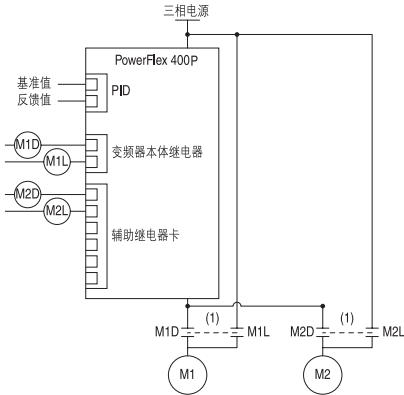 三相电源
PowerFlex 400P
基准值
反馈值
PID
M1D
M1L
变频器本体继电器
M2D
M2L
辅助继电器卡
M1D (1) M1L M2D (1) M2L
M1 M2